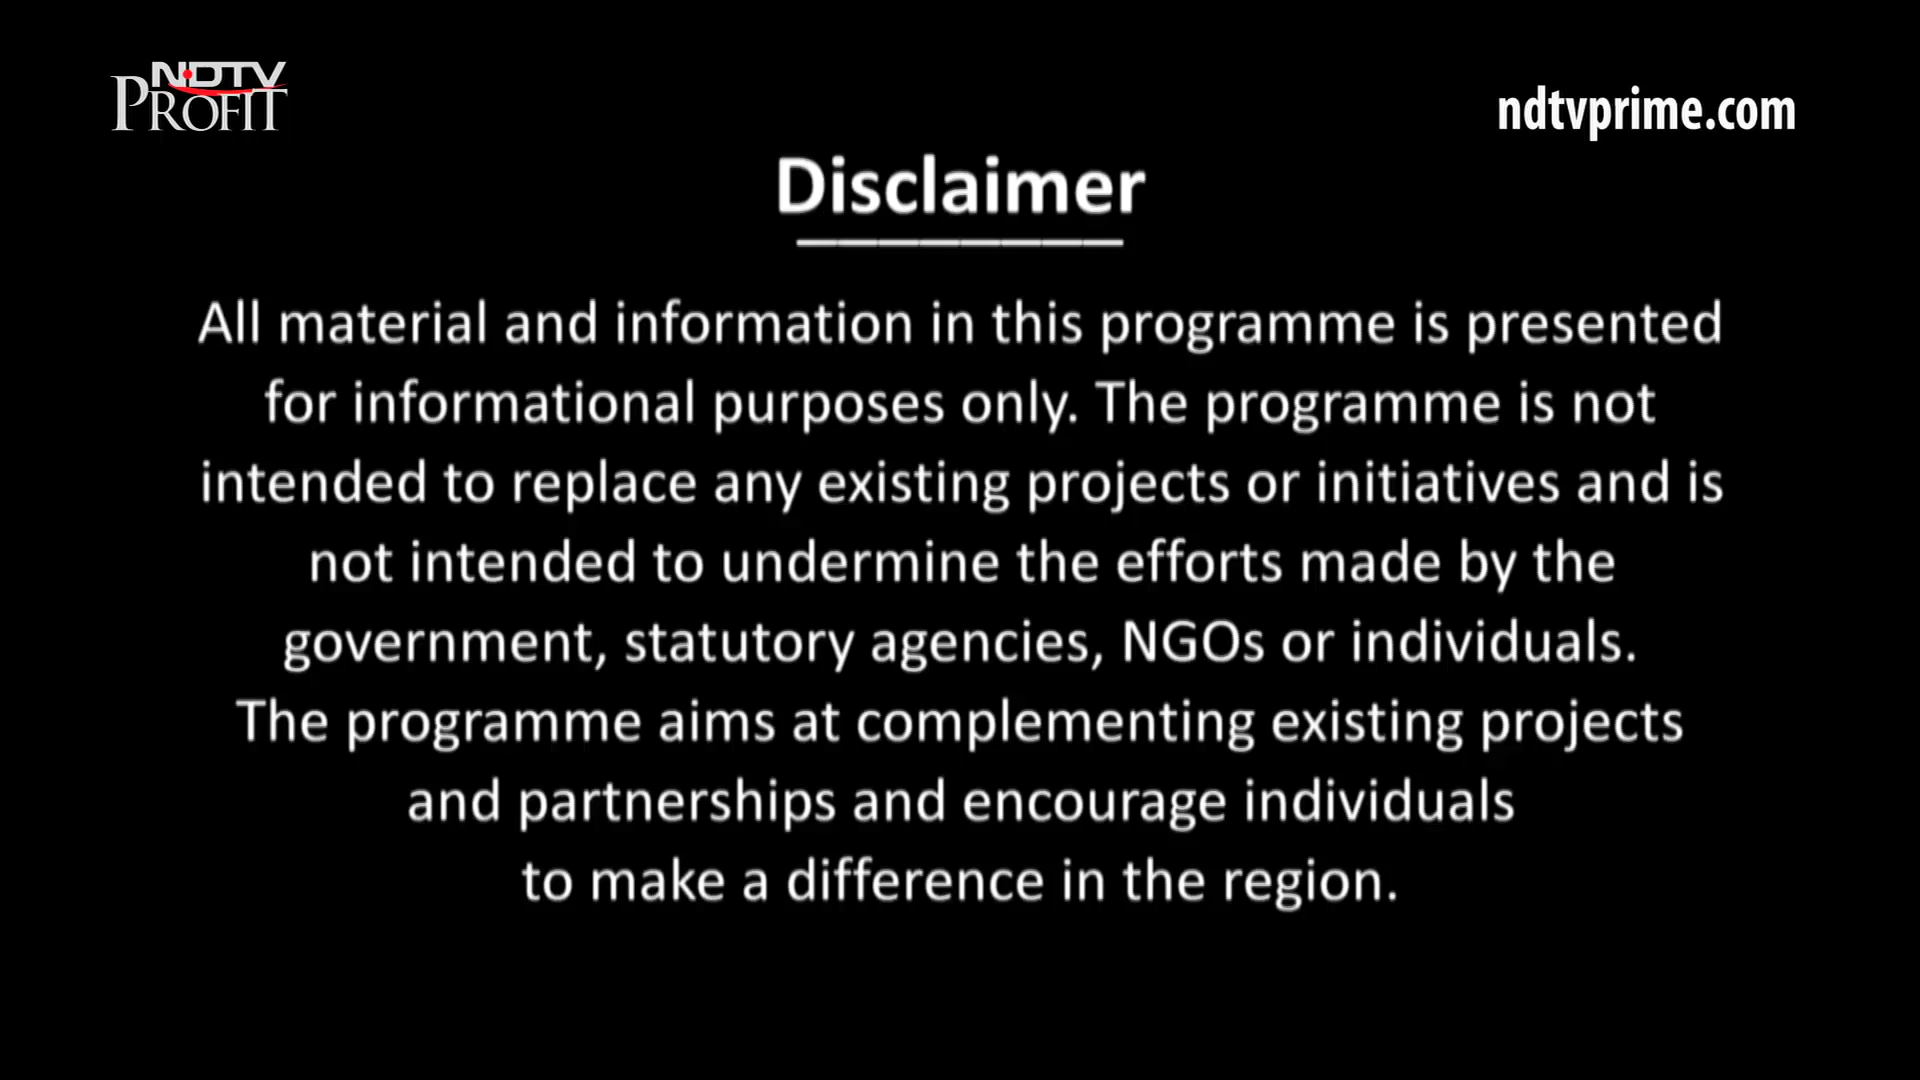 NDTV
PROFIT
ndtvprime.com
Disclaimer
All material and information in this programme is presented
for informational purposes only. The programme is not
intended to replace any existing projects or initiatives and is
not intended to undermine the efforts made by the
government, statutory agencies, NGOs or individuals.
The programme aims at complementing existing projects
and partnerships and encourage individuals
to make a difference in the region.